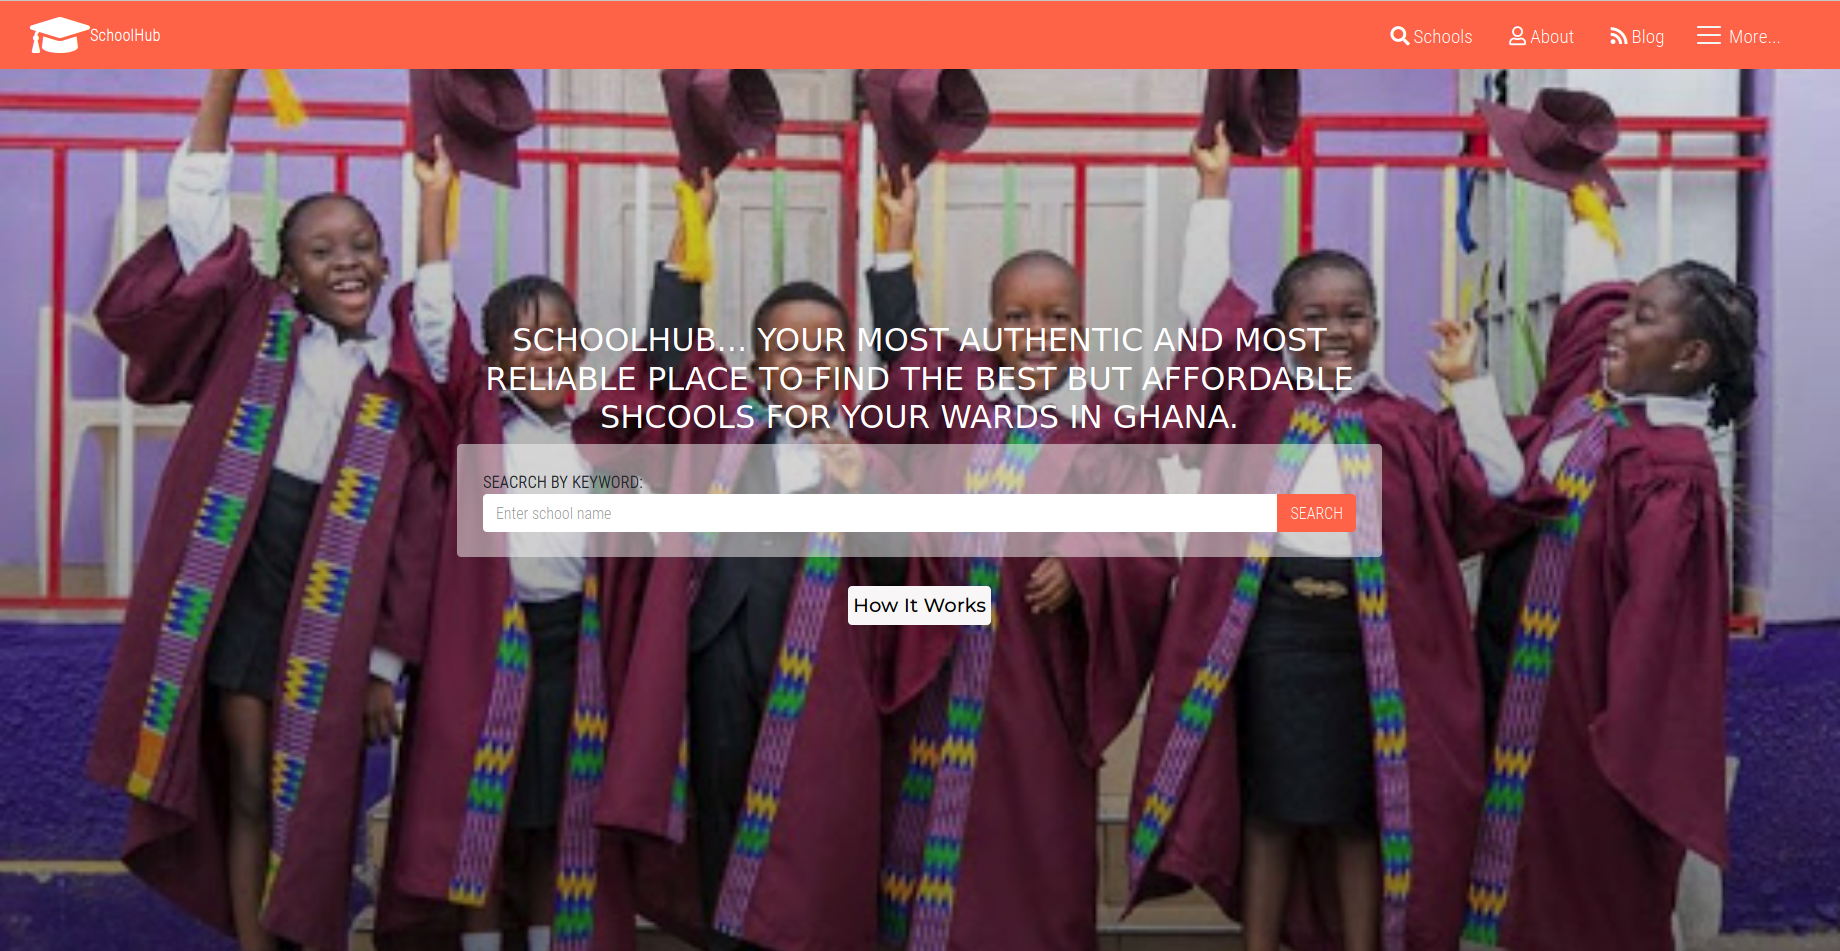 SchoolHub
Schools
About
Blog
More...
SCHOOLHUB... YOUR MOST AUTHENTIC AND MOST
RELIABLE PLACE TO FIND THE BEST BUT AFFORDABLE
SHCOOLS FOR YOUR WARDS IN GHANA.
SEACRCH BY KEYWORD:
Enter school name
SEARCH
How It Works